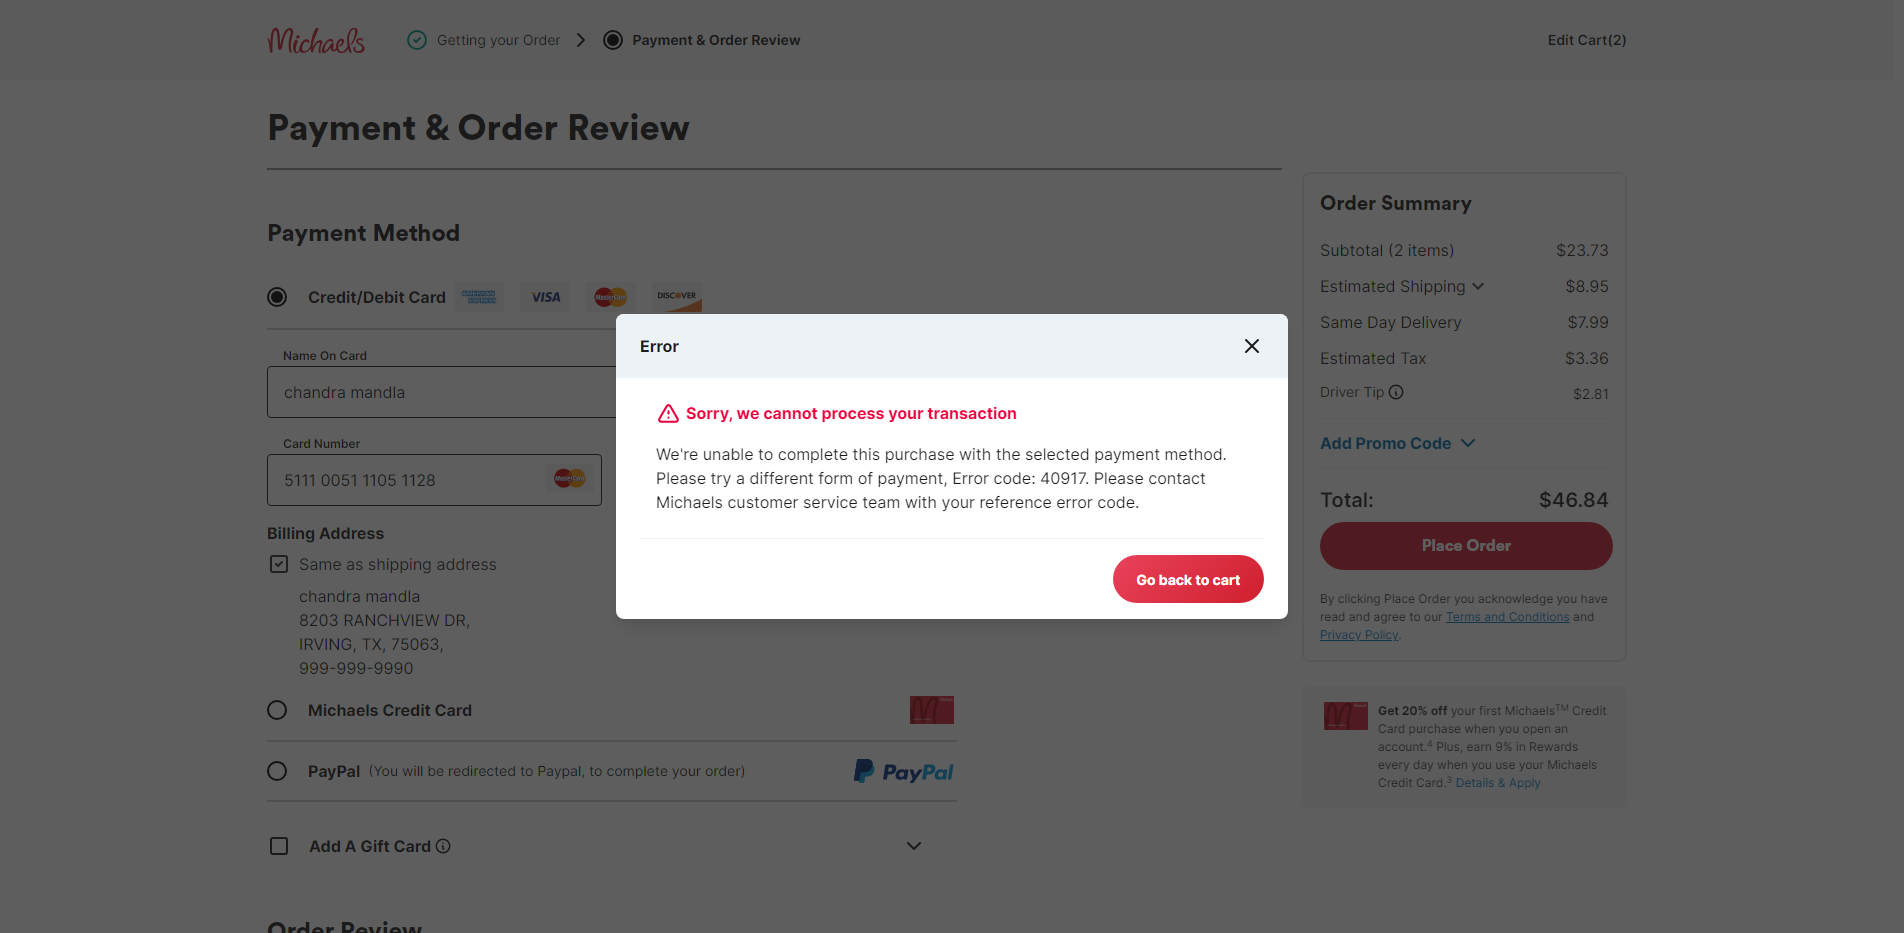 Michaels
Getting your Order
Payment & Order Review
Edit Cart(2)
Payment & Order Review
Payment Method
Credit/Debit Card AMERICAN EXPRESS VISA MasterCard DISCOVER
Name On Card
chandra mandla
Card Number
5111 0051 1105 1128 MasterCard
Billing Address
Same as shipping address
chandra mandla
8203 RANCHVIEW DR,
IRVING, TX, 75063,
999-999-9990
Michaels Credit Card
PayPal (You will be redirected to Paypal, to complete your order) PayPal
Add A Gift Card
Order Review
Error
Sorry, we cannot process your transaction
We're unable to complete this purchase with the selected payment method.
Please try a different form of payment, Error code: 40917. Please contact
Michaels customer service team with your reference error code.
Go back to cart
Order Summary
Subtotal (2 items) $23.73
Estimated Shipping $8.95
Same Day Delivery $7.99
Estimated Tax $3.36
Driver Tip $2.81
Add Promo Code
Total: $46.84
Place Order
By clicking Place Order you acknowledge you have
read and agree to our Terms and Conditions and
Privacy Policy.
Get 20% off your first Michaels™ Credit
Card purchase when you open an
account.⁴ Plus, earn 9% in Rewards
every day when you use your Michaels
Credit Card.³ Details & Apply